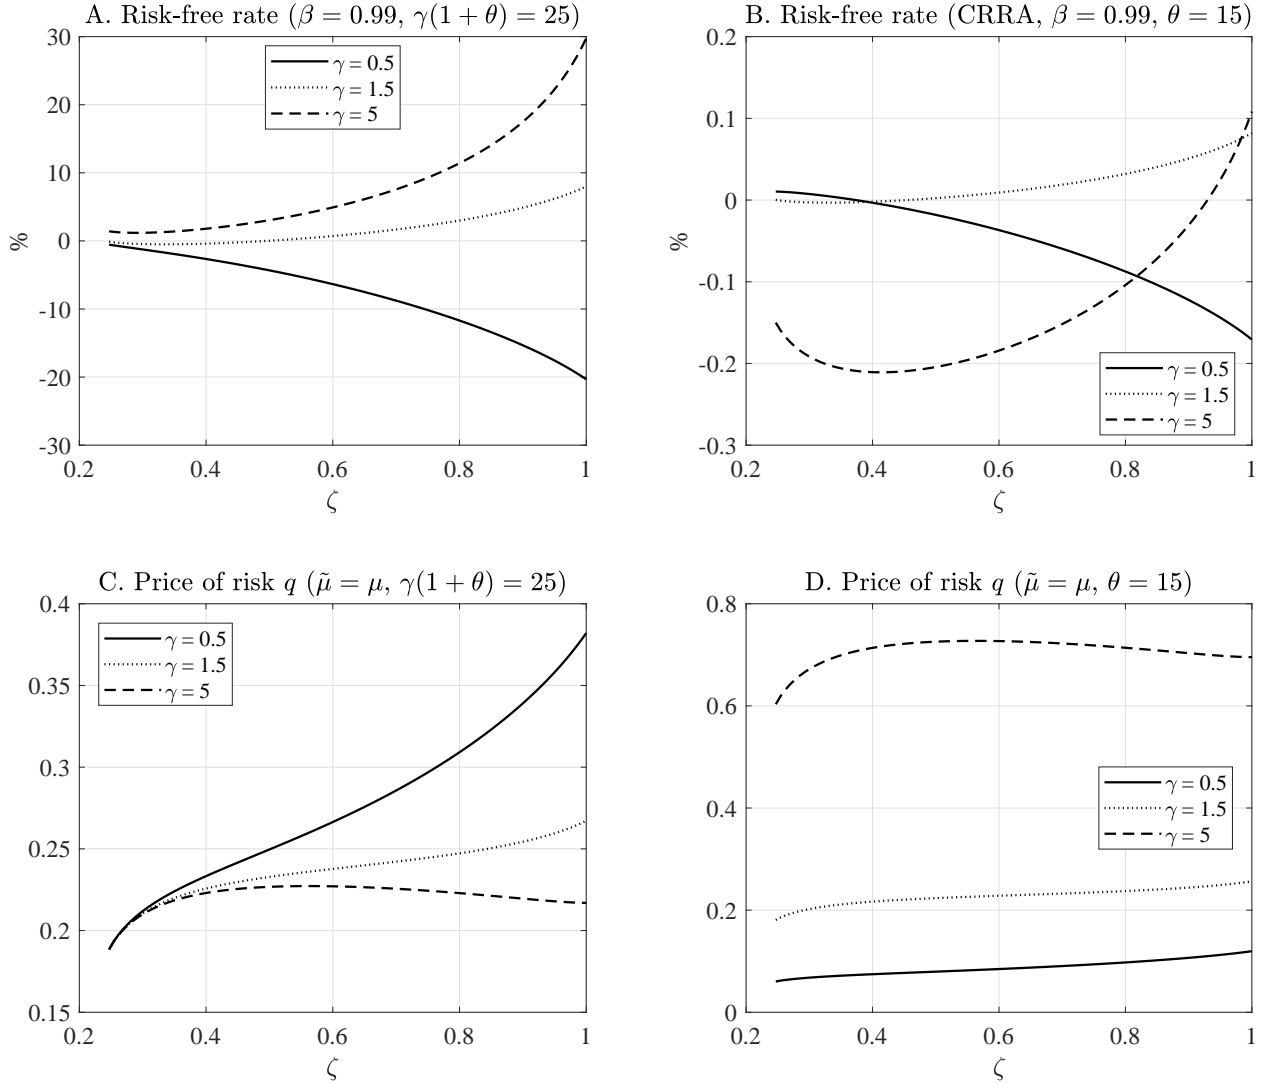 A. Risk-free rate (β = 0.99, γ(1 + θ) = 25)
30
20
10
0
-10
-20
-30
%
0.2 0.4 0.6 0.8 1
ζ
γ = 0.5
γ = 1.5
γ = 5
B. Risk-free rate (CRRA, β = 0.99, θ = 15)
0.2
0.1
0
-0.1
-0.2
-0.3
%
0.2 0.4 0.6 0.8 1
ζ
γ = 0.5
γ = 1.5
γ = 5
C. Price of risk q (μ̃ = μ, γ(1 + θ) = 25)
0.4
0.35
0.3
0.25
0.2
0.15
0.2 0.4 0.6 0.8 1
ζ
γ = 0.5
γ = 1.5
γ = 5
D. Price of risk q (μ̃ = μ, θ = 15)
0.8
0.6
0.4
0.2
0
0.2 0.4 0.6 0.8 1
ζ
γ = 0.5
γ = 1.5
γ = 5